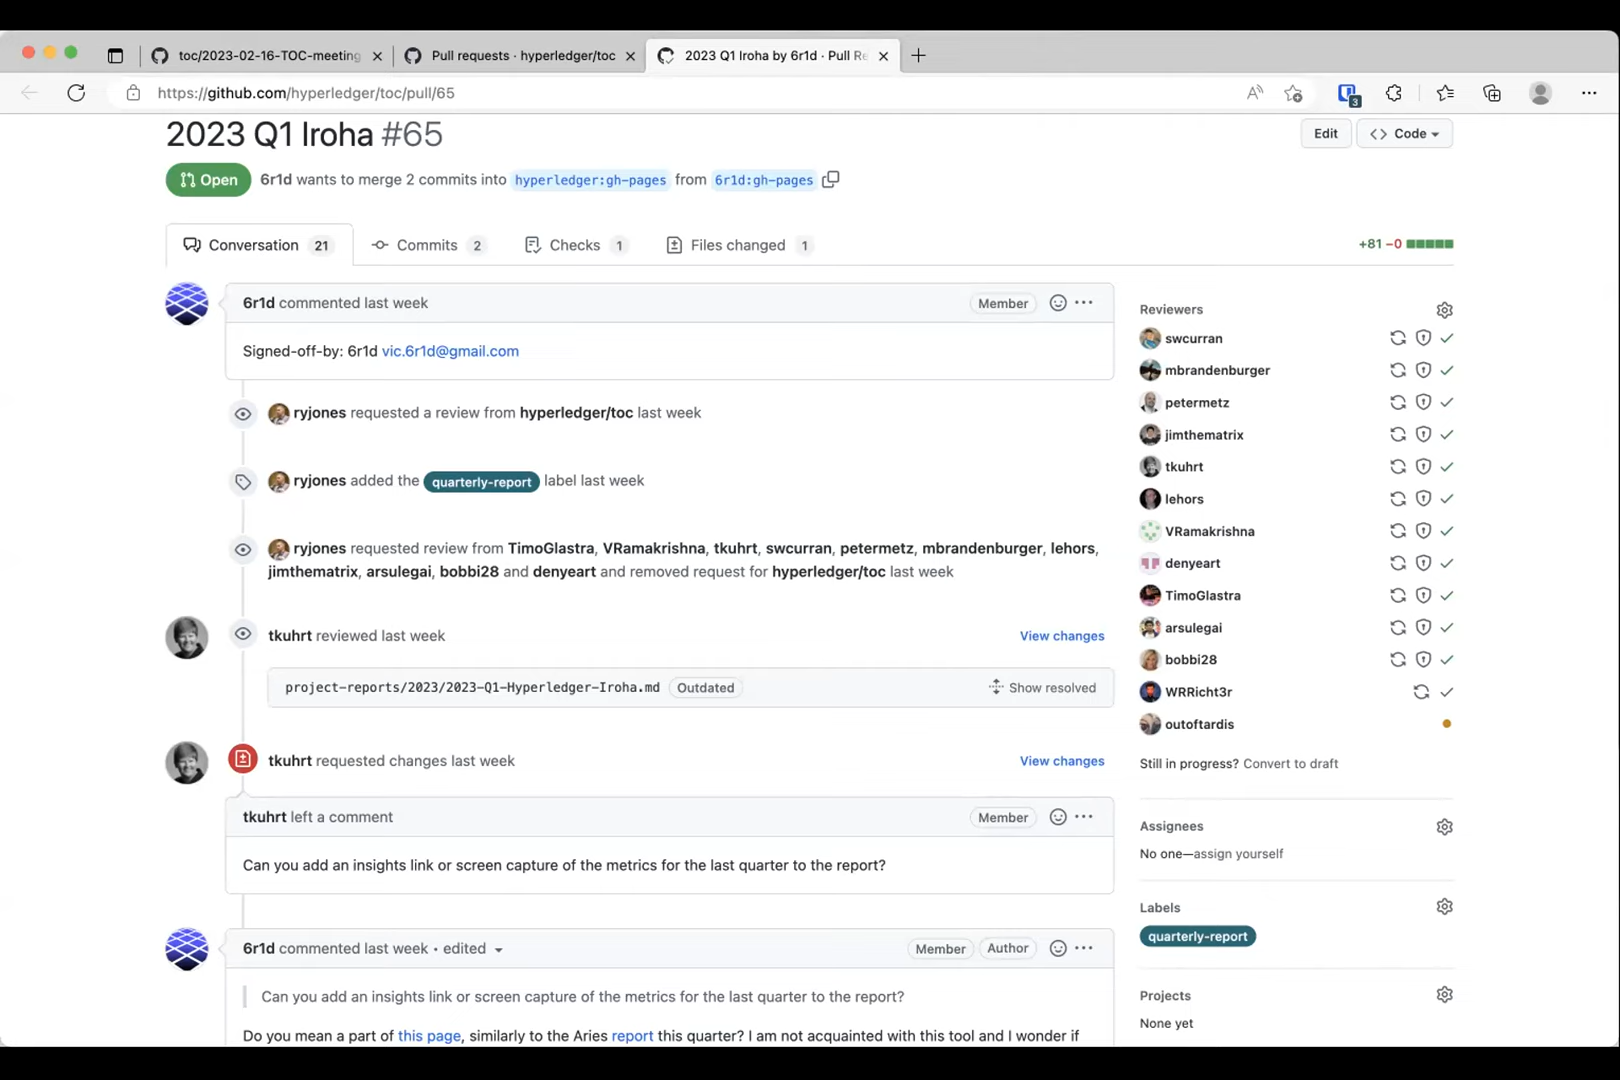 toc/2023-02-16-TOC-meeting
Pull requests · hyperledger/toc
2023 Q1 Iroha by 6r1d · Pull Re
https://github.com/hyperledger/toc/pull/65
3
2023 Q1 Iroha #65
Edit
Code
Open
6r1d wants to merge 2 commits into hyperledger:gh-pages from 6r1d:gh-pages
Conversation 21
Commits 2
Checks 1
Files changed 1
+81 −0
6r1d commented last week
Member
Signed-off-by: 6r1d vic.6r1d@gmail.com
ryjones requested a review from hyperledger/toc last week
ryjones added the quarterly-report label last week
ryjones requested review from TimoGlastra, VRamakrishna, tkuhrt, swcurran, petermetz, mbrandenburger, lehors,
jimthematrix, arsulegai, bobbi28 and denyeart and removed request for hyperledger/toc last week
tkuhrt reviewed last week
View changes
project-reports/2023/2023-Q1-Hyperledger-Iroha.md
Outdated
Show resolved
tkuhrt requested changes last week
View changes
tkuhrt left a comment
Member
Can you add an insights link or screen capture of the metrics for the last quarter to the report?
6r1d commented last week • edited
Member
Author
Can you add an insights link or screen capture of the metrics for the last quarter to the report?
Do you mean a part of this page, similarly to the Aries report this quarter? I am not acquainted with this tool and I wonder if
Reviewers
swcurran
mbrandenburger
petermetz
jimthematrix
tkuhrt
lehors
VRamakrishna
denyeart
TimoGlastra
arsulegai
bobbi28
WRRicht3r
outoftardis
Still in progress? Convert to draft
Assignees
No one—assign yourself
Labels
quarterly-report
Projects
None yet